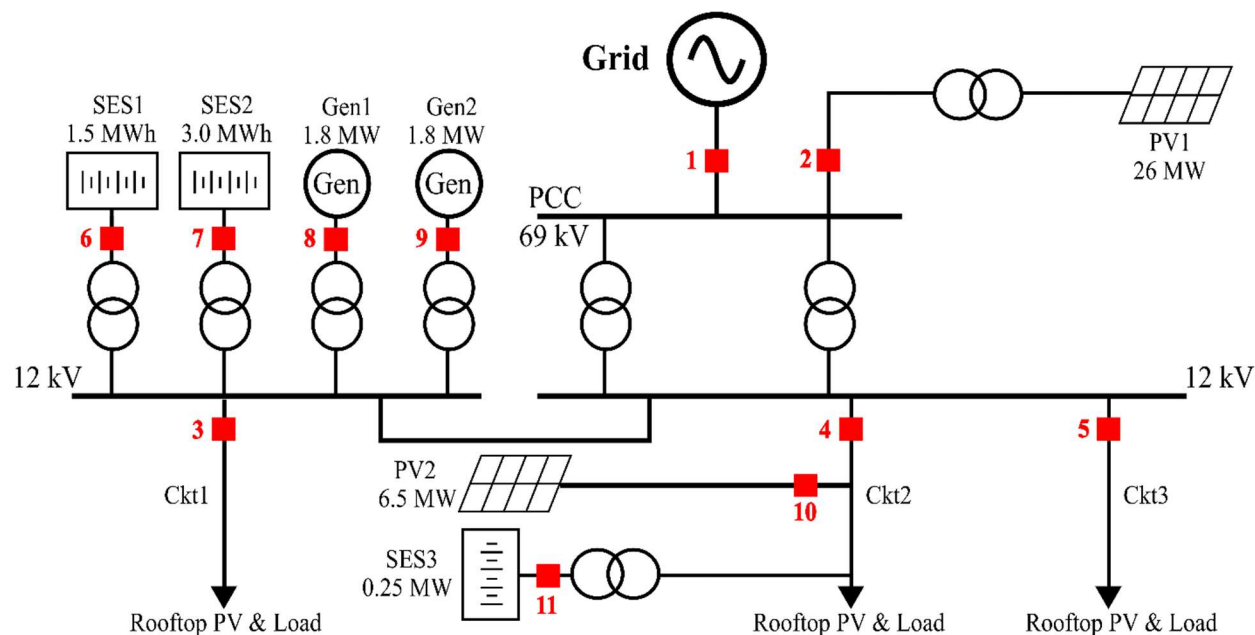 Grid
SES1
1.5 MWh
SES2
3.0 MWh
Gen1
1.8 MW
Gen2
1.8 MW
Gen
Gen
1
2
PV1
26 MW
PCC
69 kV
6
7
8
9
12 kV
12 kV
3
4
5
PV2
6.5 MW
10
Ckt1
Ckt2
Ckt3
SES3
0.25 MW
11
Rooftop PV & Load
Rooftop PV & Load
Rooftop PV & Load